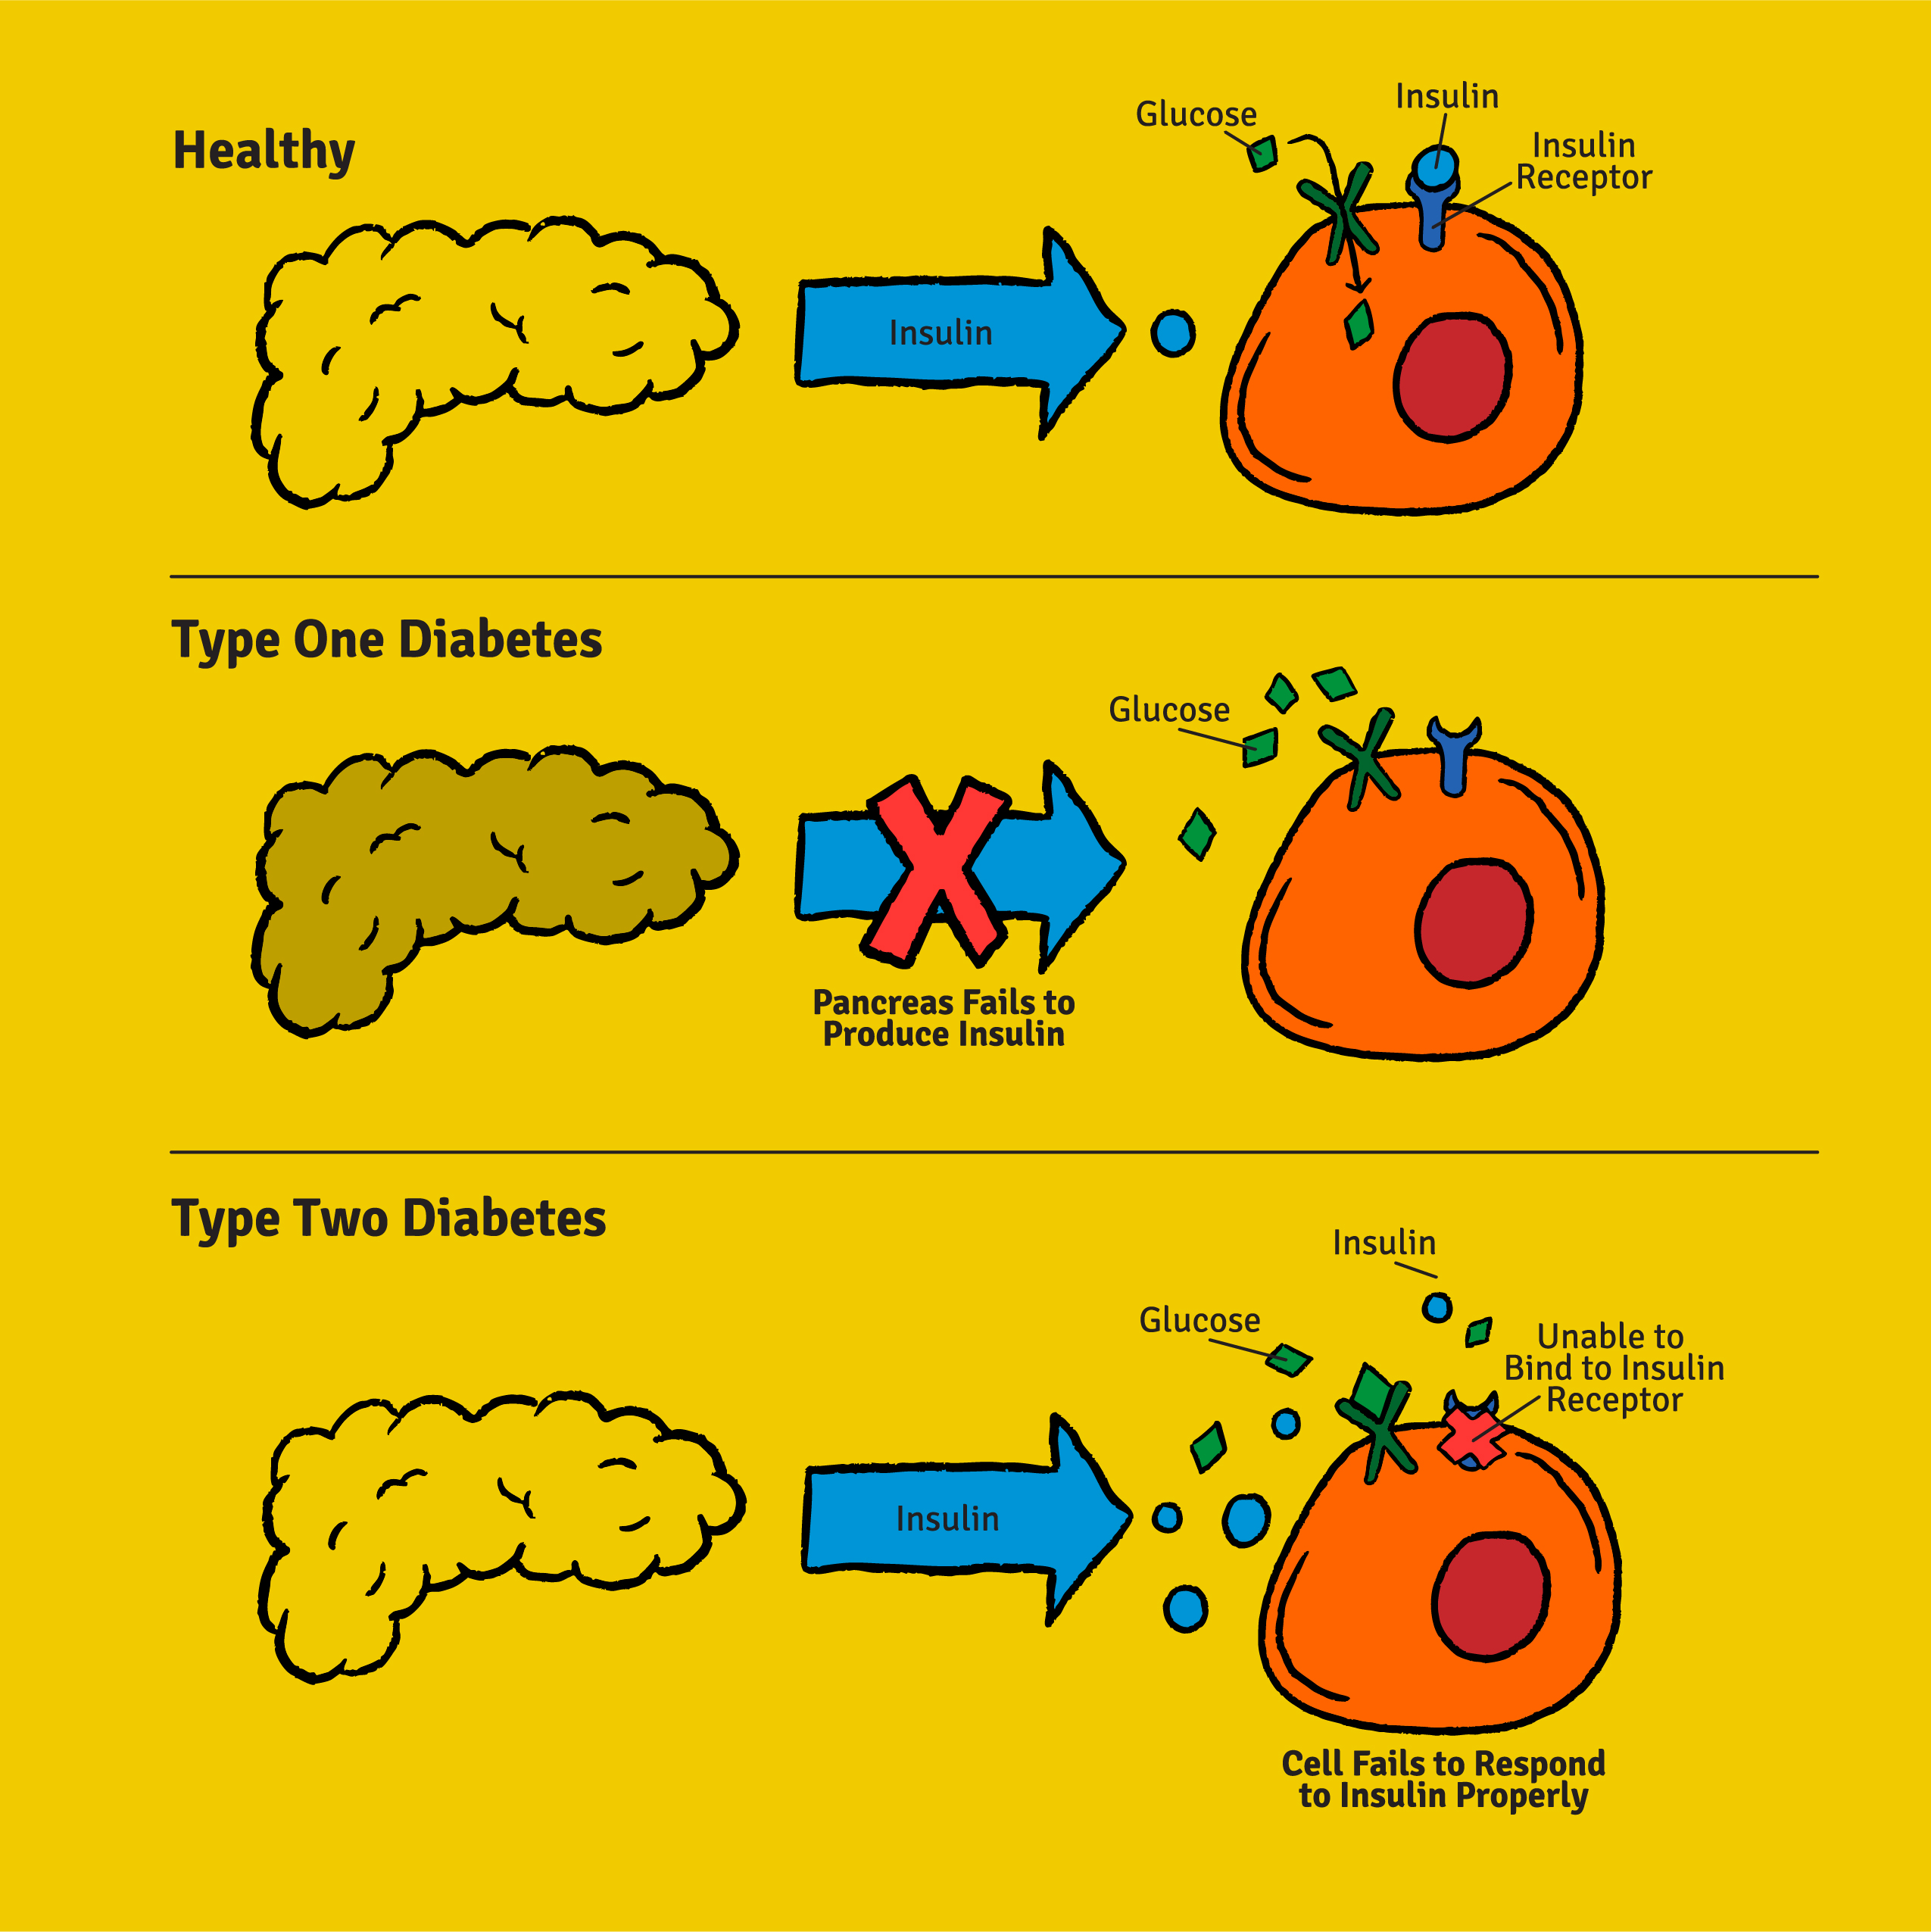 Healthy
Glucose
Insulin
Insulin
Receptor
Insulin
Type One Diabetes
Glucose
Pancreas Fails to
Produce Insulin
Type Two Diabetes
Insulin
Glucose
Unable to
Bind to Insulin
Receptor
Insulin
Cell Fails to Respond
to Insulin Properly